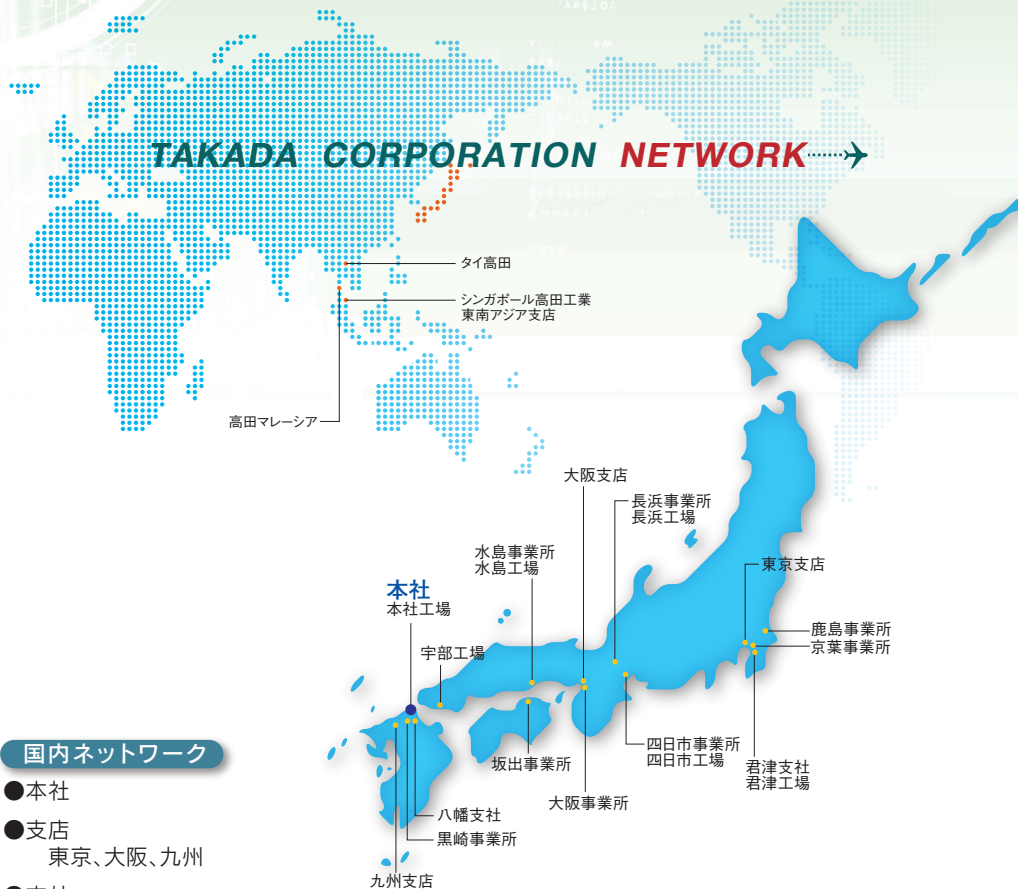 TAKADA CORPORATION NETWORK
タイ高田
シンガポール高田工業
東南アジア支店
高田マレーシア
大阪支店
長浜事業所
長浜工場
水島事業所
水島工場
東京支店
本社
本社工場
宇部工場
鹿島事業所
京葉事業所
四日市事業所
四日市工場
坂出事業所
君津支社
君津工場
大阪事業所
八幡支社
黒崎事業所
九州支店
国内ネットワーク
●本社
●支店
東京、大阪、九州